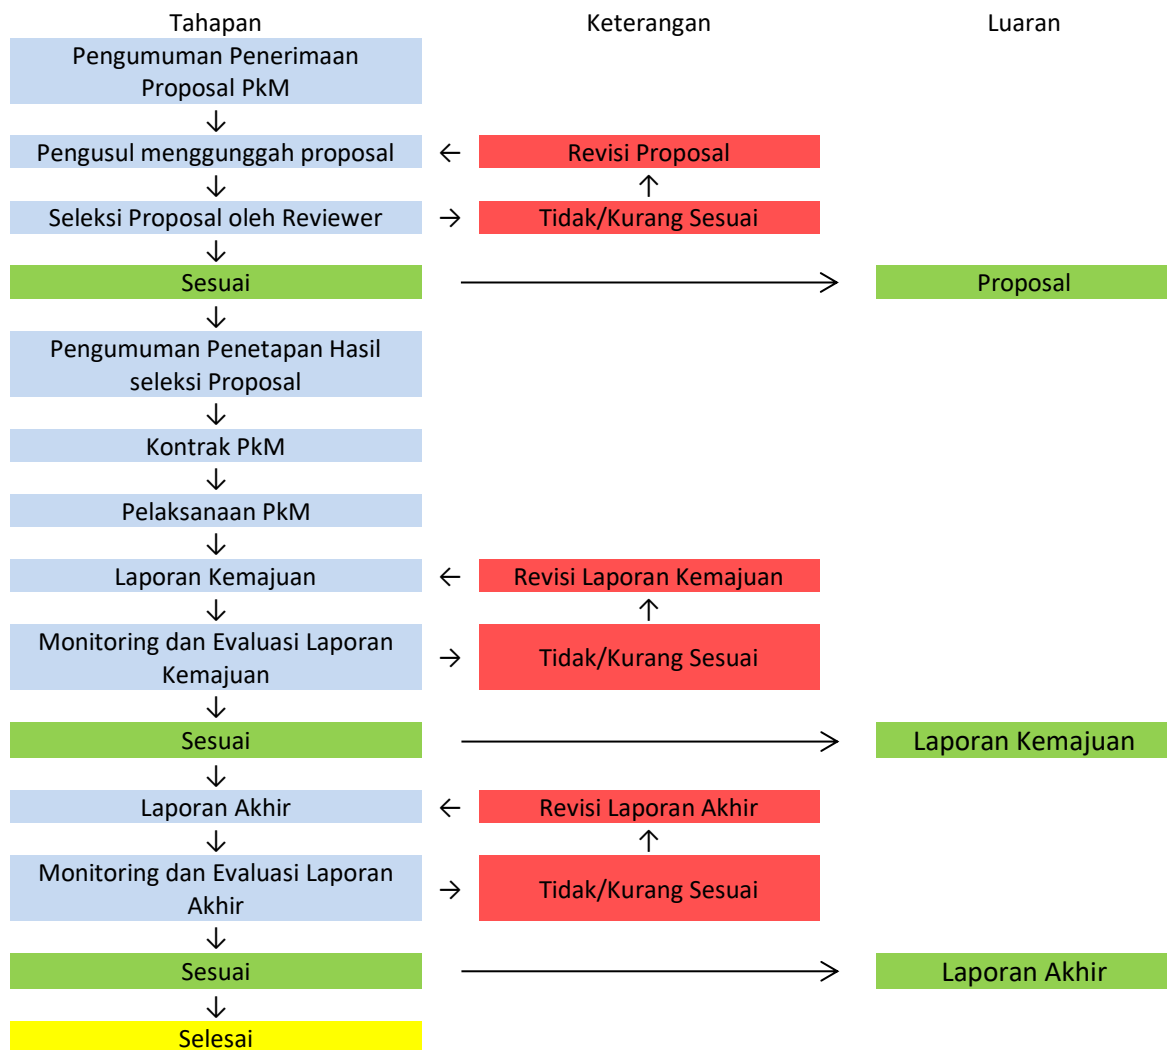 Tahapan Keterangan Luaran
Pengumuman Penerimaan
Proposal PkM
↓
Pengusul menggunggah proposal ← Revisi Proposal
↓ ↑
Seleksi Proposal oleh Reviewer → Tidak/Kurang Sesuai
↓
Sesuai → Proposal
↓
Pengumuman Penetapan Hasil
seleksi Proposal
↓
Kontrak PkM
↓
Pelaksanaan PkM
↓
Laporan Kemajuan ← Revisi Laporan Kemajuan
↓ ↑
Monitoring dan Evaluasi Laporan
Kemajuan → Tidak/Kurang Sesuai
↓
Sesuai → Laporan Kemajuan
↓
Laporan Akhir ← Revisi Laporan Akhir
↓ ↑
Monitoring dan Evaluasi Laporan
Akhir → Tidak/Kurang Sesuai
↓
Sesuai → Laporan Akhir
↓
Selesai